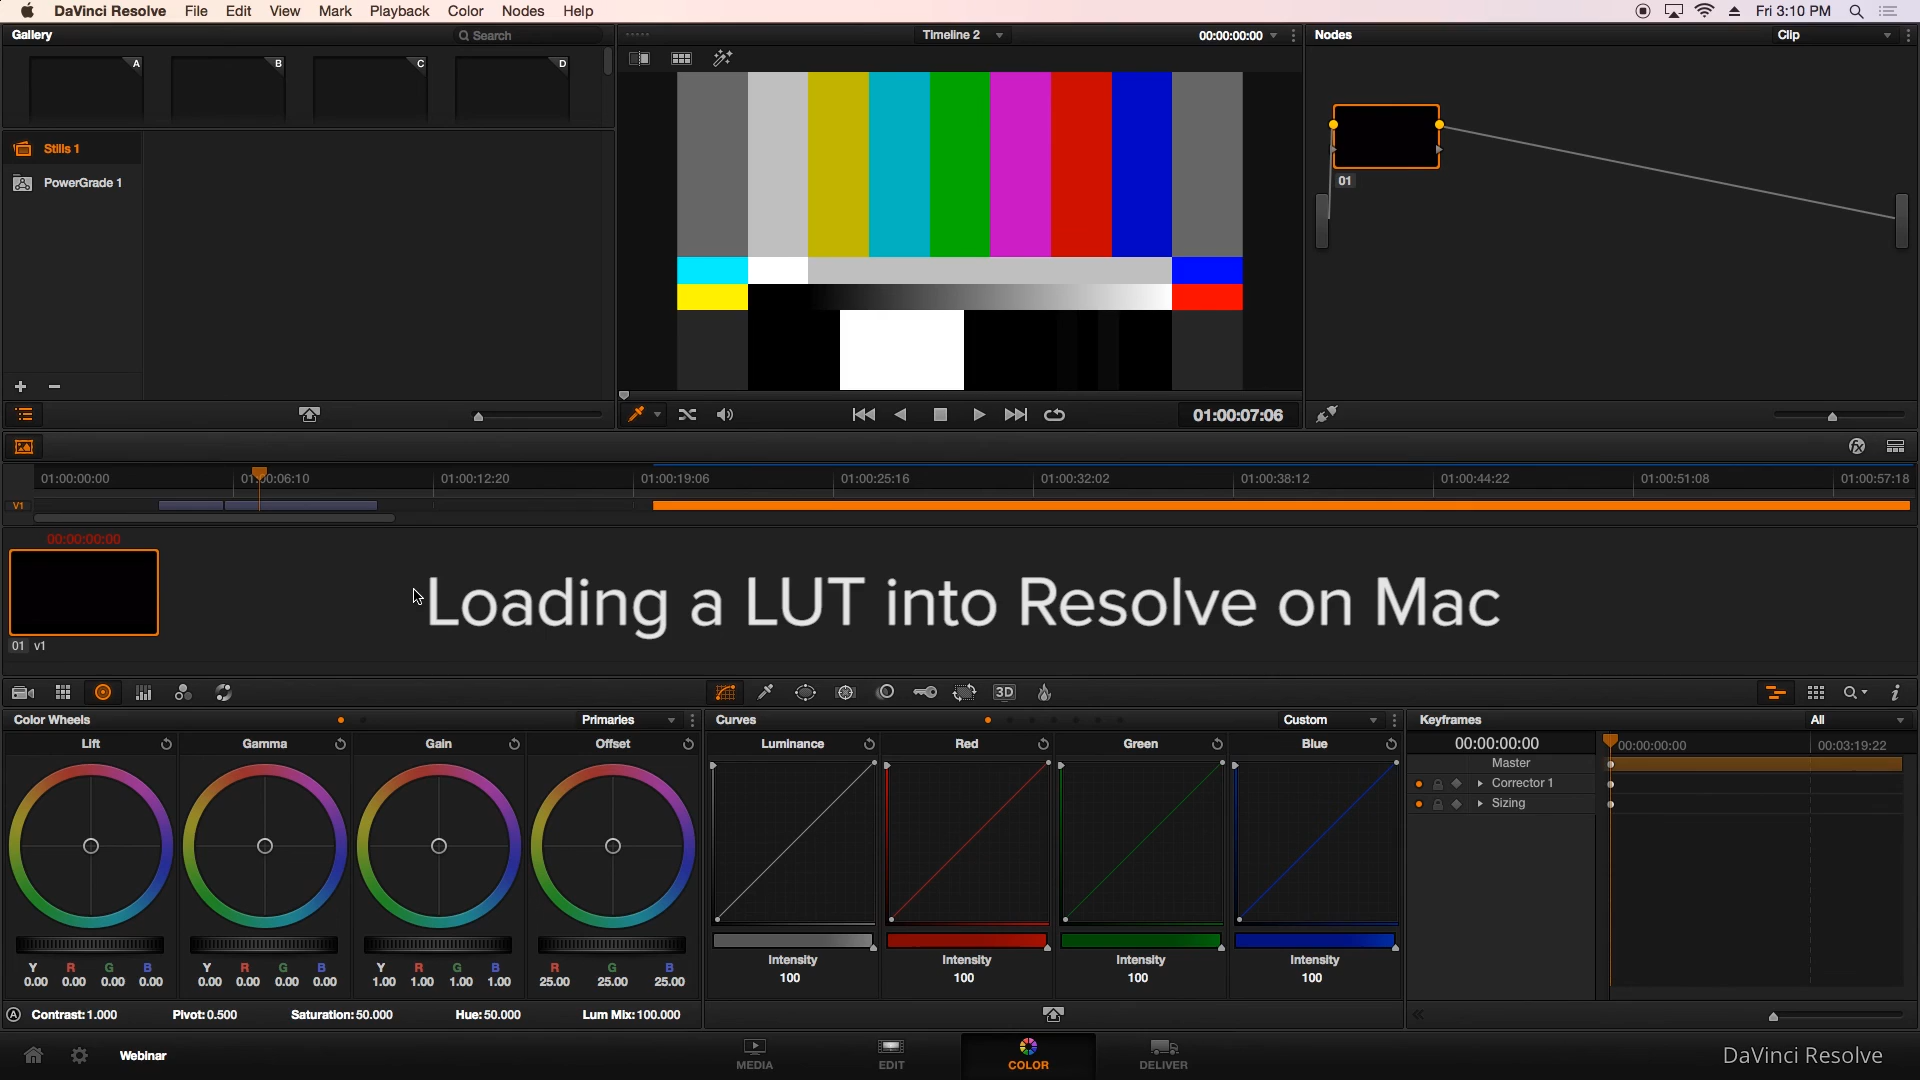 DaVinci Resolve File Edit View Mark Playback Color Nodes Help Fri 3:10 PM
Gallery Search Timeline 2 00:00:00:00 Nodes Clip
A B C D
Stills 1
PowerGrade 1
01
01:00:07:06
01:00:00:00 01:00:06:10 01:00:12:20 01:00:19:06 01:00:25:16 01:00:32:02 01:00:38:12 01:00:44:22 01:00:51:08 01:00:57:18
V1
00:00:00:00
Loading a LUT into Resolve on Mac
01 v1
3D
Color Wheels Primaries Curves Custom Keyframes All
Lift Gamma Gain Offset Luminance Red Green Blue 00:00:00:00 00:00:00:00 00:03:19:22
Master
Corrector 1
Sizing
Y R G B Y R G B Y R G B R G B Intensity Intensity Intensity Intensity
0.00 0.00 0.00 0.00 0.00 0.00 0.00 0.00 1.00 1.00 1.00 1.00 25.00 25.00 25.00 100 100 100 100
A Contrast:1.000 Pivot:0.500 Saturation:50.000 Hue:50.000 Lum Mix:100.000
Webinar MEDIA EDIT COLOR DELIVER DaVinci Resolve